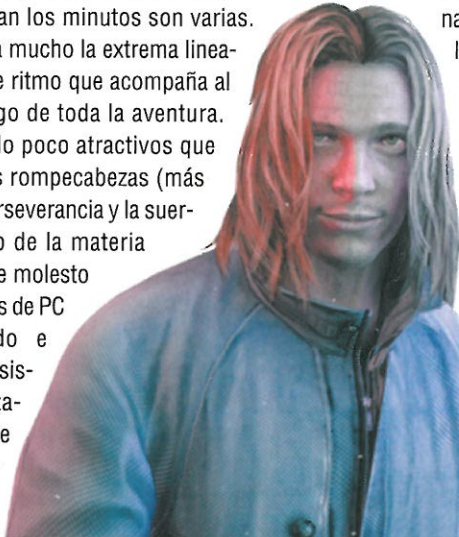 an los minutos son varias.
a mucho la extrema linea-
e ritmo que acompaña al
go de toda la aventura.
lo poco atractivos que
s rompecabezas (más
rseverancia y la suer-
o de la materia
e molesto
s de PC
do e
sis-
ta-
e
na
l